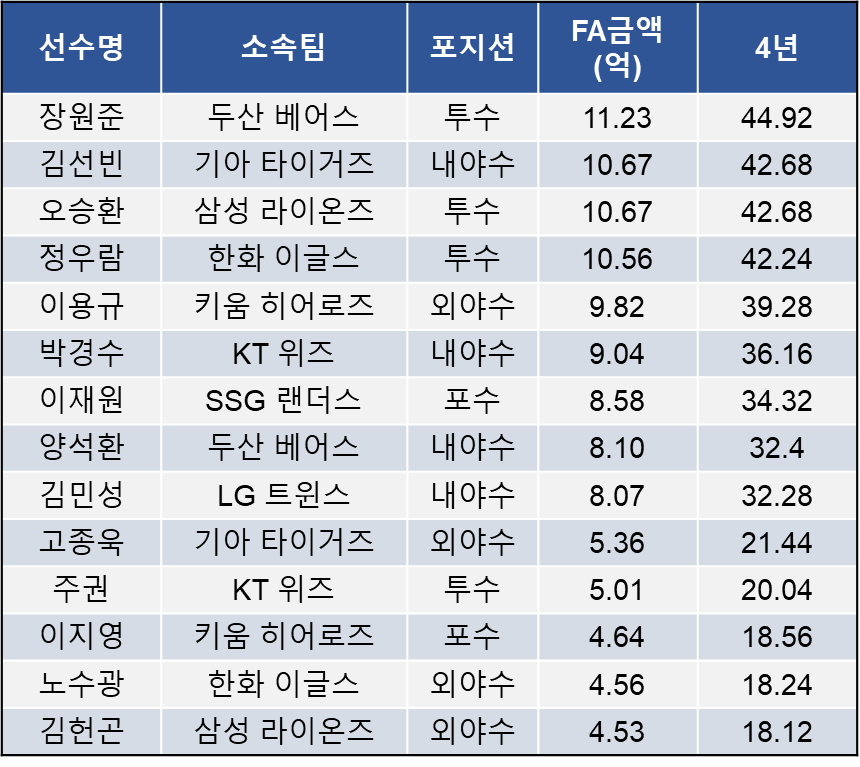 선수명 소속팀 포지션 FA금액 (억) 4년
장원준 두산 베어스 투수 11.23 44.92
김선빈 기아 타이거즈 내야수 10.67 42.68
오승환 삼성 라이온즈 투수 10.67 42.68
정우람 한화 이글스 투수 10.56 42.24
이용규 키움 히어로즈 외야수 9.82 39.28
박경수 KT 위즈 내야수 9.04 36.16
이재원 SSG 랜더스 포수 8.58 34.32
양석환 두산 베어스 내야수 8.10 32.4
김민성 LG 트윈스 내야수 8.07 32.28
고종욱 기아 타이거즈 외야수 5.36 21.44
주권 KT 위즈 투수 5.01 20.04
이지영 키움 히어로즈 포수 4.64 18.56
노수광 한화 이글스 외야수 4.56 18.24
김헌곤 삼성 라이온즈 외야수 4.53 18.12